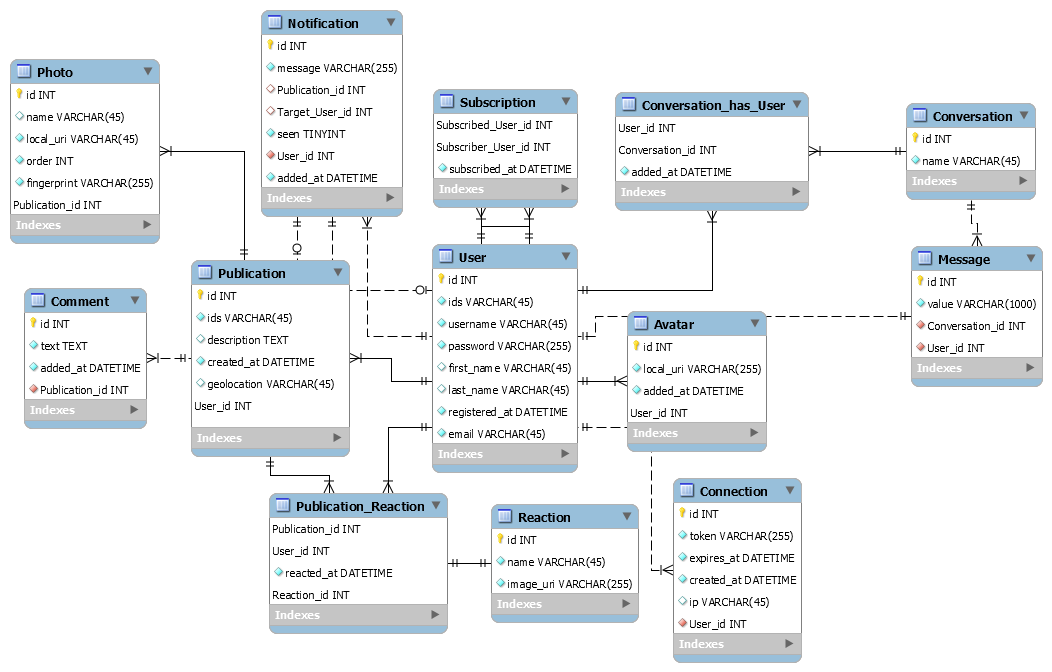 Notification
id INT
message VARCHAR(255)
Publication_id INT
Target_User_id INT
seen TINYINT
User_id INT
added_at DATETIME
Indexes
Photo
id INT
name VARCHAR(45)
local_uri VARCHAR(45)
order INT
fingerprint VARCHAR(255)
Publication_id INT
Indexes
Subscription
Subscribed_User_id INT
Subscriber_User_id INT
subscribed_at DATETIME
Indexes
Conversation_has_User
User_id INT
Conversation_id INT
added_at DATETIME
Indexes
Conversation
id INT
name VARCHAR(45)
Indexes
User
id INT
ids VARCHAR(45)
username VARCHAR(45)
password VARCHAR(255)
first_name VARCHAR(45)
last_name VARCHAR(45)
registered_at DATETIME
email VARCHAR(45)
Indexes
Message
id INT
value VARCHAR(1000)
Conversation_id INT
User_id INT
Indexes
Publication
id INT
ids VARCHAR(45)
description TEXT
created_at DATETIME
geolocation VARCHAR(45)
User_id INT
Indexes
Comment
id INT
text TEXT
added_at DATETIME
Publication_id INT
Indexes
Avatar
id INT
local_uri VARCHAR(255)
added_at DATETIME
User_id INT
Indexes
Publication_Reaction
Publication_id INT
User_id INT
reacted_at DATETIME
Reaction_id INT
Indexes
Reaction
id INT
name VARCHAR(45)
image_uri VARCHAR(255)
Indexes
Connection
id INT
token VARCHAR(255)
expires_at DATETIME
created_at DATETIME
ip VARCHAR(45)
User_id INT
Indexes